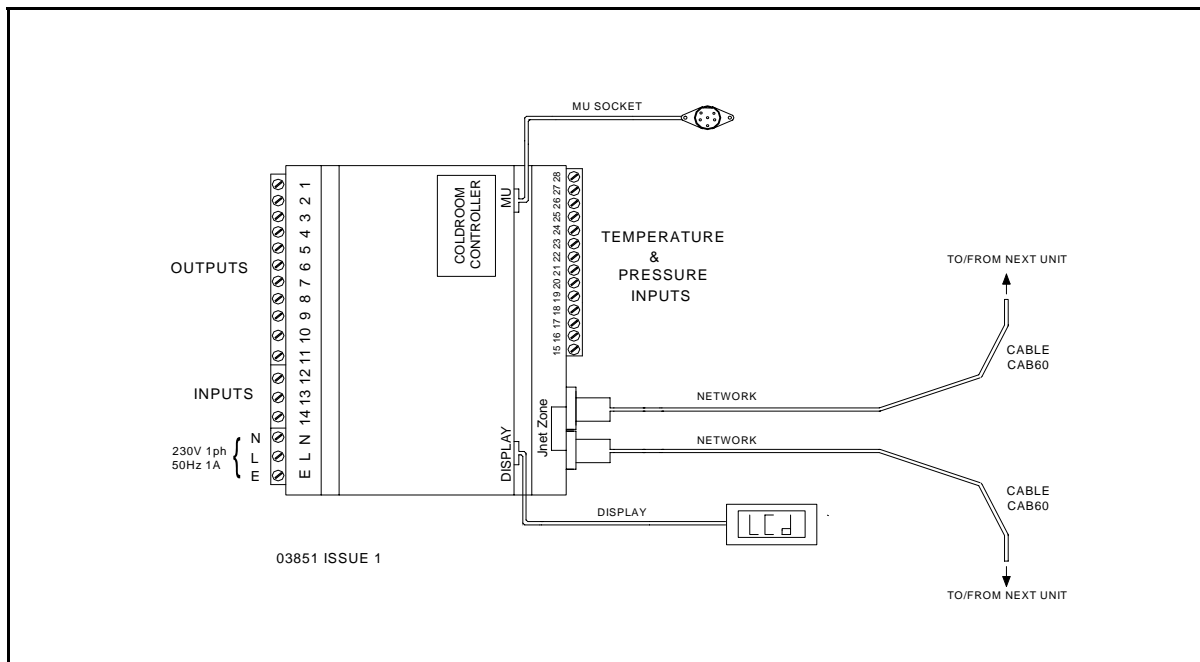 MU SOCKET
OUTPUTS
INPUTS
230V 1ph
50Hz 1A
N
L
E
1
2
3
4
5
6
7
8
9
10
11
12
13
14
N
L
E
COLDROOM
CONTROLLER
MU
DISPLAY
Jnet Zone
28
27
26
25
24
23
22
21
20
19
18
17
16
15
TEMPERATURE
&
PRESSURE
INPUTS
NETWORK
NETWORK
DISPLAY
LCd
TO/FROM NEXT UNIT
CABLE
CAB60
CABLE
CAB60
TO/FROM NEXT UNIT
03851 ISSUE 1